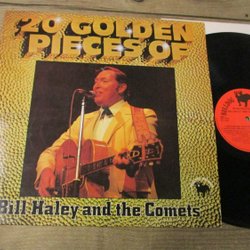 20 GOLDEN
PIECES OF
Bill Haley and the Comets